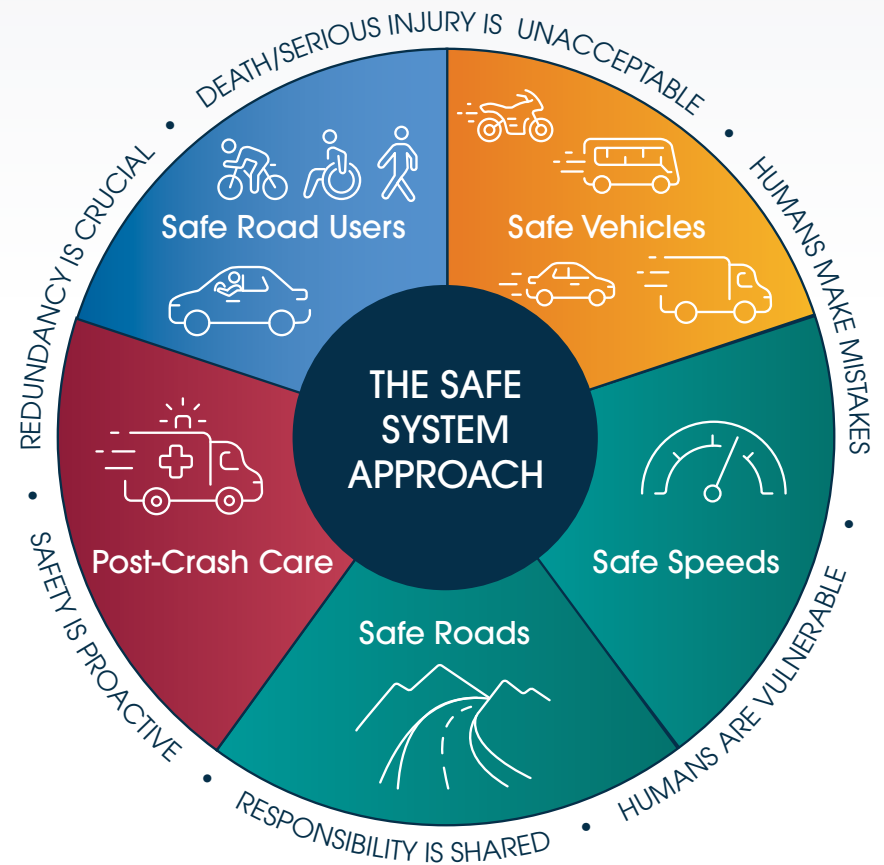 DEATH/SERIOUS INJURY IS UNACCEPTABLE
HUMANS MAKE MISTAKES
HUMANS ARE VULNERABLE
RESPONSIBILITY IS SHARED
SAFETY IS PROACTIVE
REDUNDANCY IS CRUCIAL
Safe Road Users
Safe Vehicles
THE SAFE
SYSTEM
APPROACH
Safe Speeds
Safe Roads
Post-Crash Care